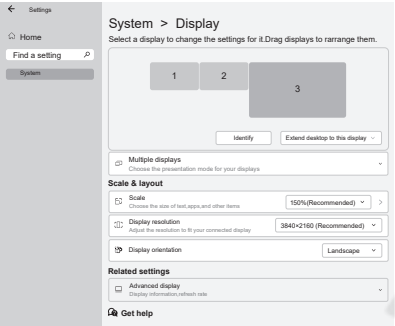 Settings
System > Display
Home
Select a display to change the settings for it.Drag displays to rarrange them.
Find a setting
System
1
2
3
Identify
Extend desktop to this display
Multiple displays
Choose the presentation mode for your displays
Scale & layout
Scale
Choose the size of text,apps,and other items
150%(Recommended)
Display resolution
Adjust the resolution to fit your connected display
3840×2160 (Recommended)
Display orientation
Landscape
Related settings
Advanced display
Display information,refresh rate
Get help